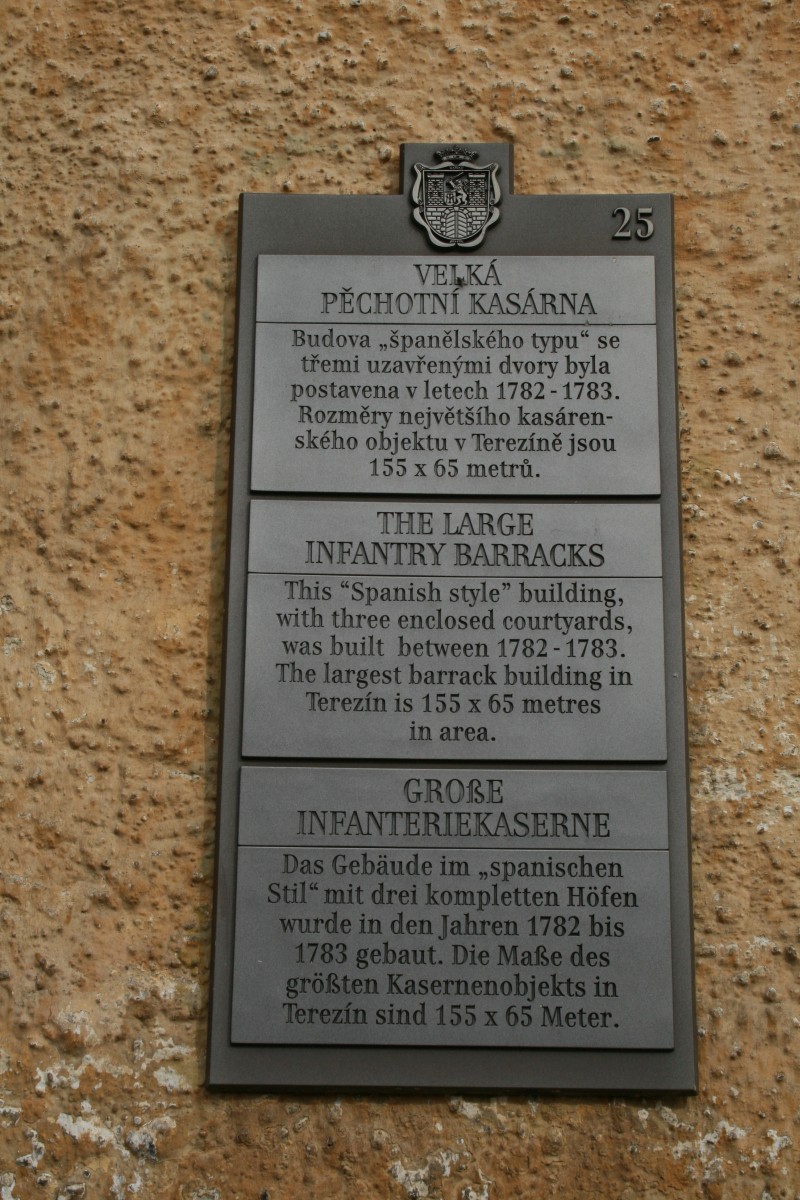 25
VELKÁ
PĚCHOTNÍ KASÁRNA
Budova „španělského typu“ se
třemi uzavřenými dvory byla
postavena v letech 1782 - 1783.
Rozměry největšího kasáren-
ského objektu v Terezíně jsou
155 x 65 metrů.
THE LARGE
INFANTRY BARRACKS
This “Spanish style” building,
with three enclosed courtyards,
was built between 1782 - 1783.
The largest barrack building in
Terezín is 155 x 65 metres
in area.
GROßE
INFANTERIEKASERNE
Das Gebäude im „spanischen
Stil“ mit drei kompletten Höfen
wurde in den Jahren 1782 bis
1783 gebaut. Die Maße des
größten Kasernenobjekts in
Terezín sind 155 x 65 Meter.